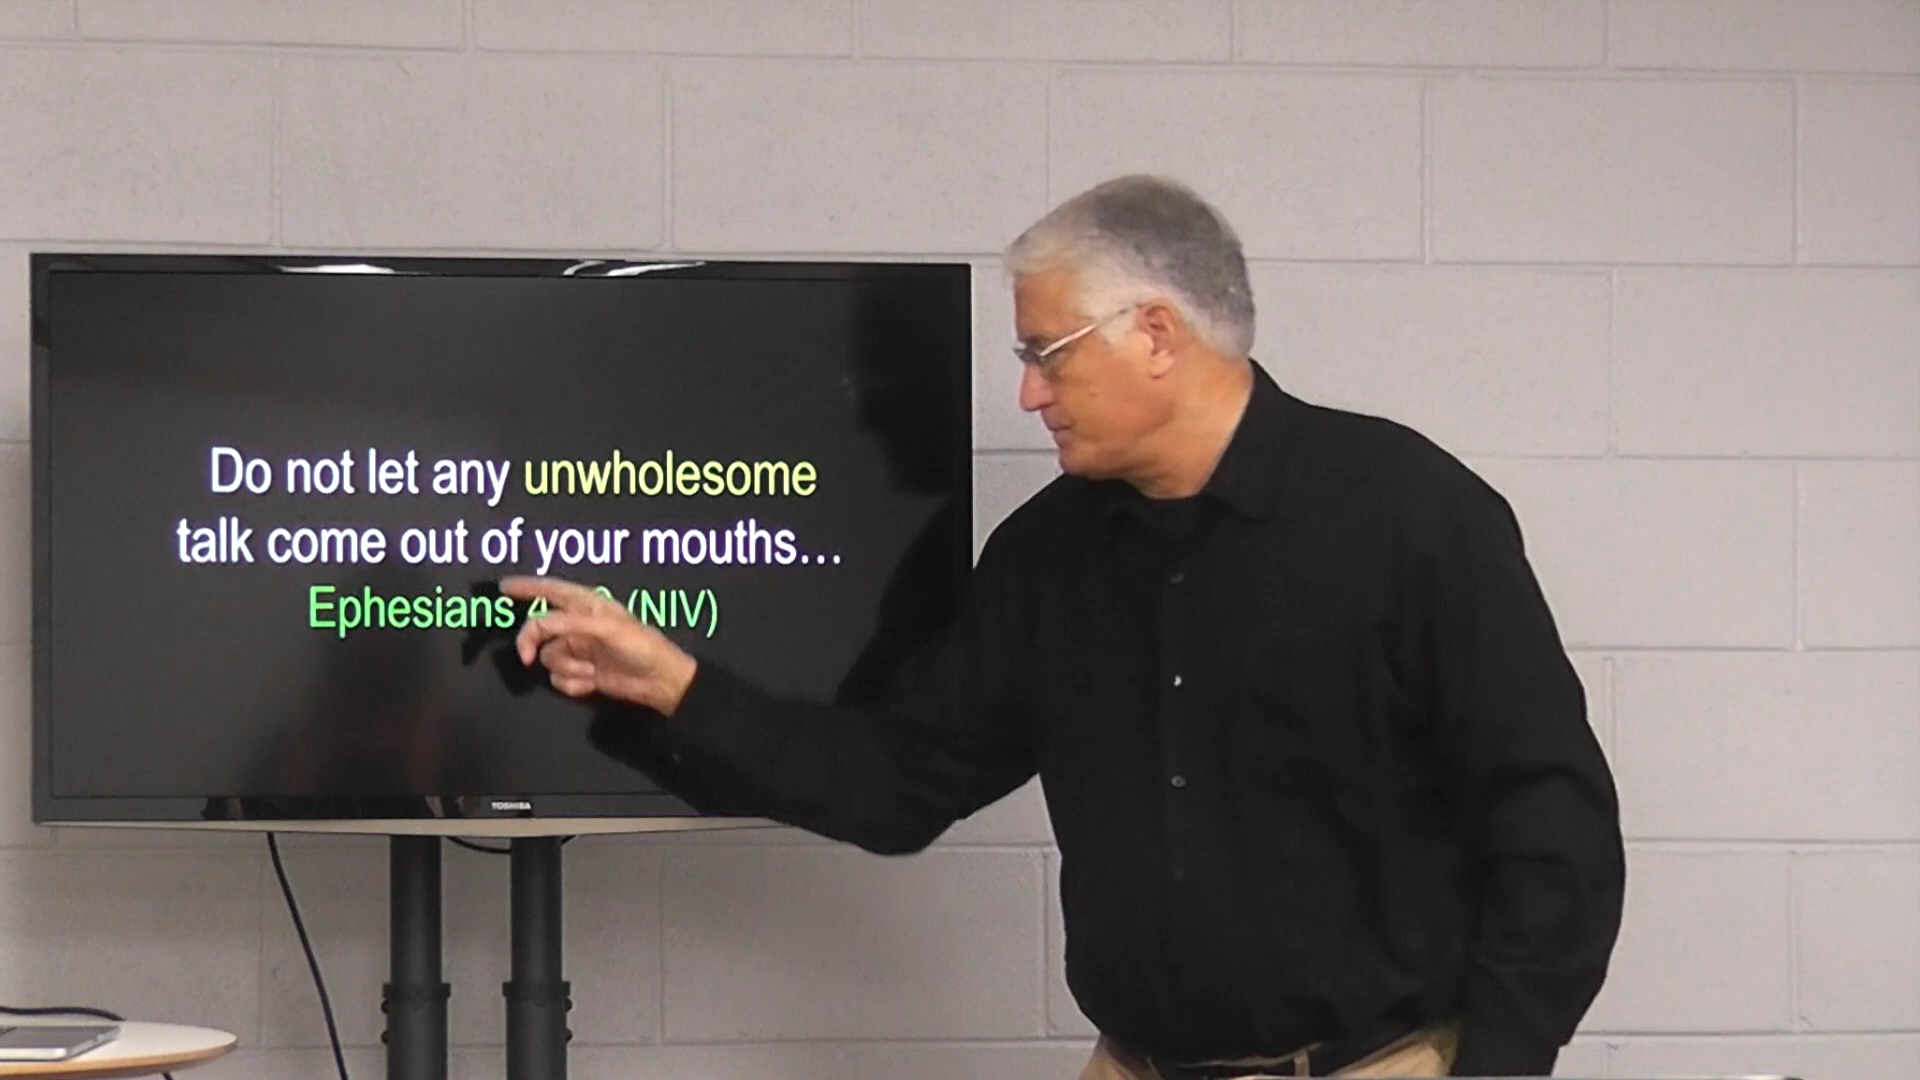 Do not let any unwholesome
talk come out of your mouths...
Ephesians (NIV)
TOSHIBA